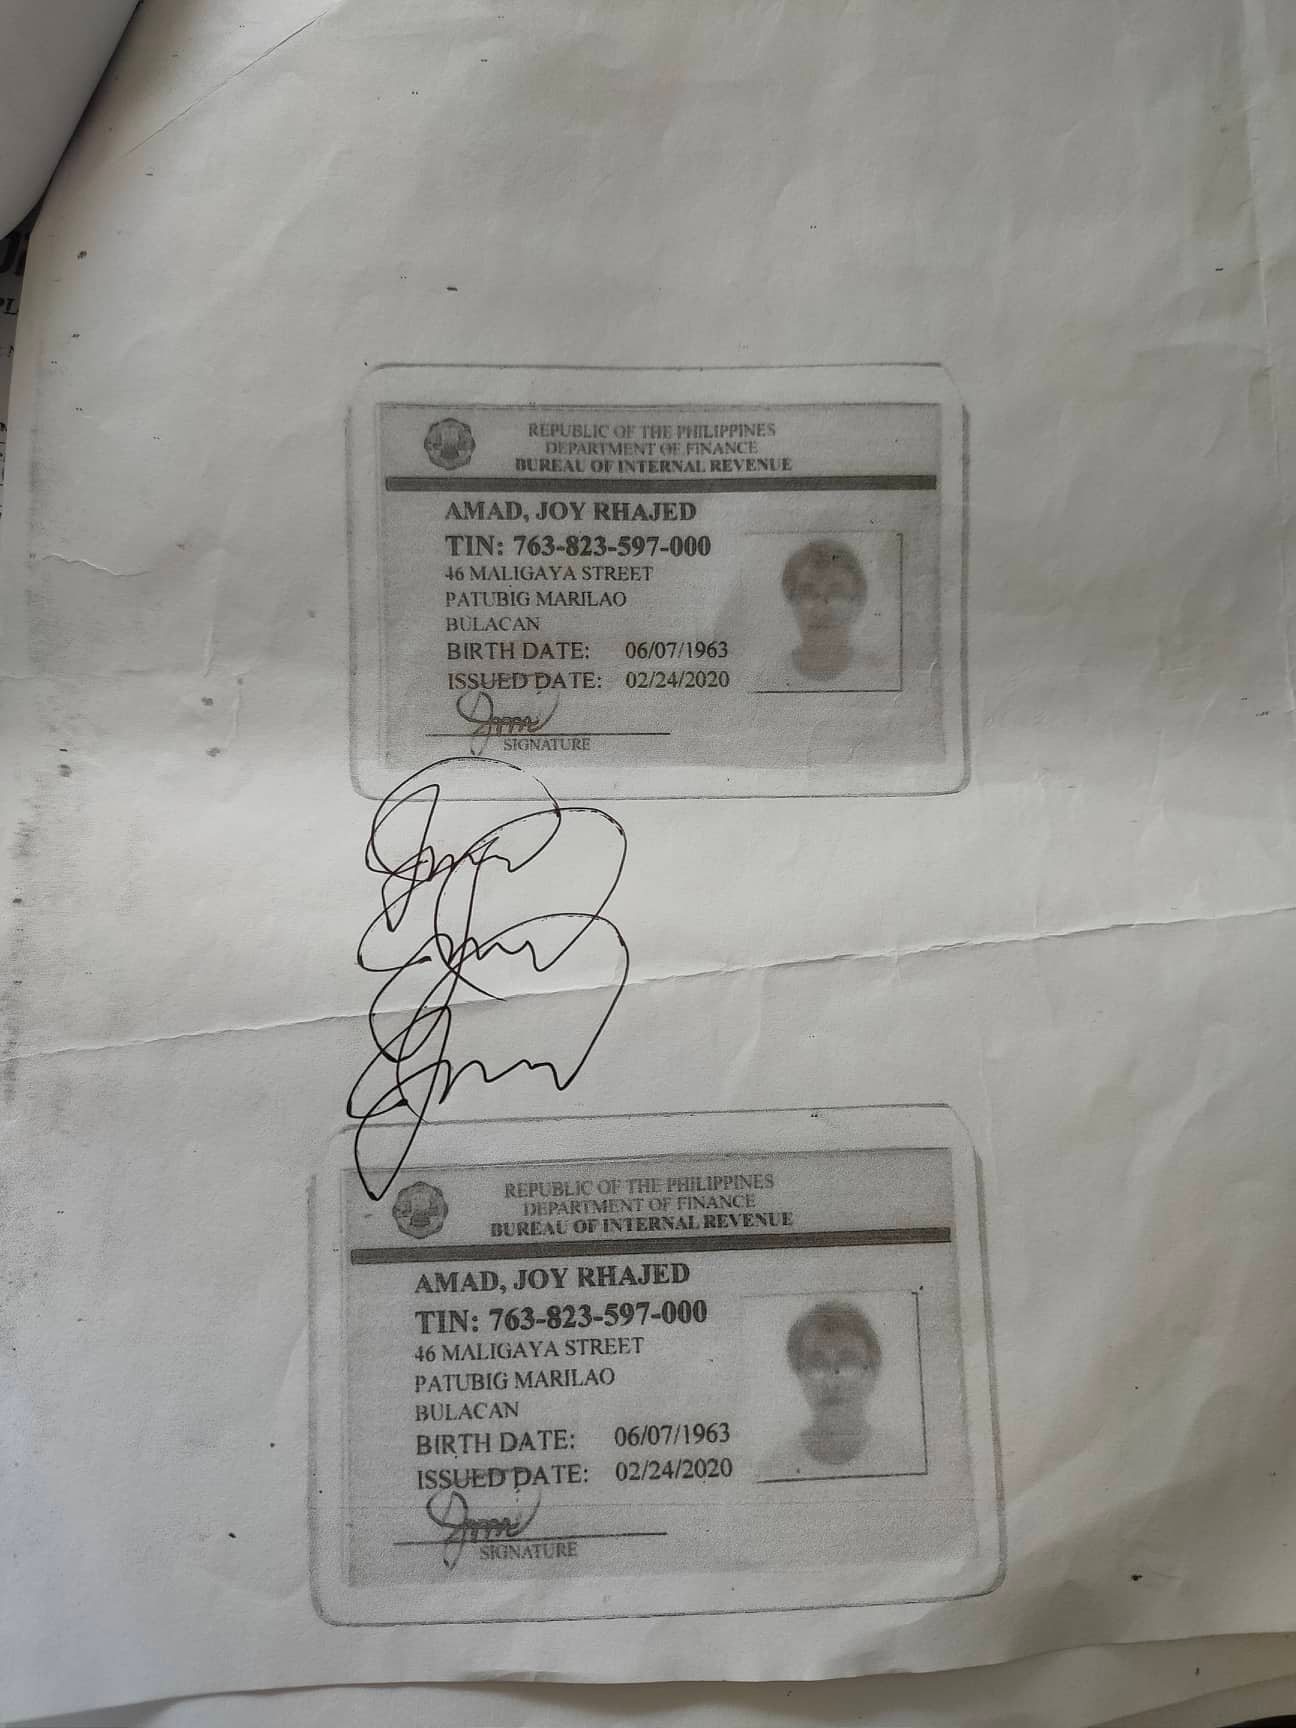 REPUBLIC OF THE PHILIPPINES
DEPARTMENT OF FINANCE
BUREAU OF INTERNAL REVENUE
AMAD, JOY RHAJED
TIN: 763-823-597-000
46 MALIGAYA STREET
PATUBIG MARILAO
BULACAN
BIRTH DATE: 06/07/1963
ISSUED DATE: 02/24/2020
SIGNATURE
REPUBLIC OF THE PHILIPPINES
DEPARTMENT OF FINANCE
BUREAU OF INTERNAL REVENUE
AMAD, JOY RHAJED
TIN: 763-823-597-000
46 MALIGAYA STREET
PATUBIG MARILAO
BULACAN
BIRTH DATE: 06/07/1963
ISSUED DATE: 02/24/2020
SIGNATURE